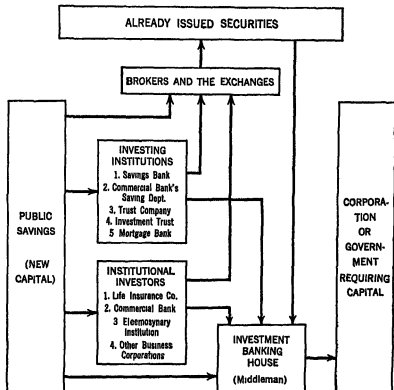 ALREADY ISSUED SECURITIES
BROKERS AND THE EXCHANGES
PUBLIC
SAVINGS
(NEW
CAPITAL)
INVESTING
INSTITUTIONS
1. Savings Bank
2. Commercial Bank's
Saving Dept.
3. Trust Company
4. Investment Trust
5 Mortgage Bank
INSTITUTIONAL
INVESTORS
1. Life Insurance Co.
2. Commercial Bank
3 Eleemosynary
Institution
4. Other Business
Corporations
INVESTMENT
BANKING
HOUSE
(Middleman)
CORPORA-
TION
OR
GOVERN-
MENT
REQUIRING
CAPITAL